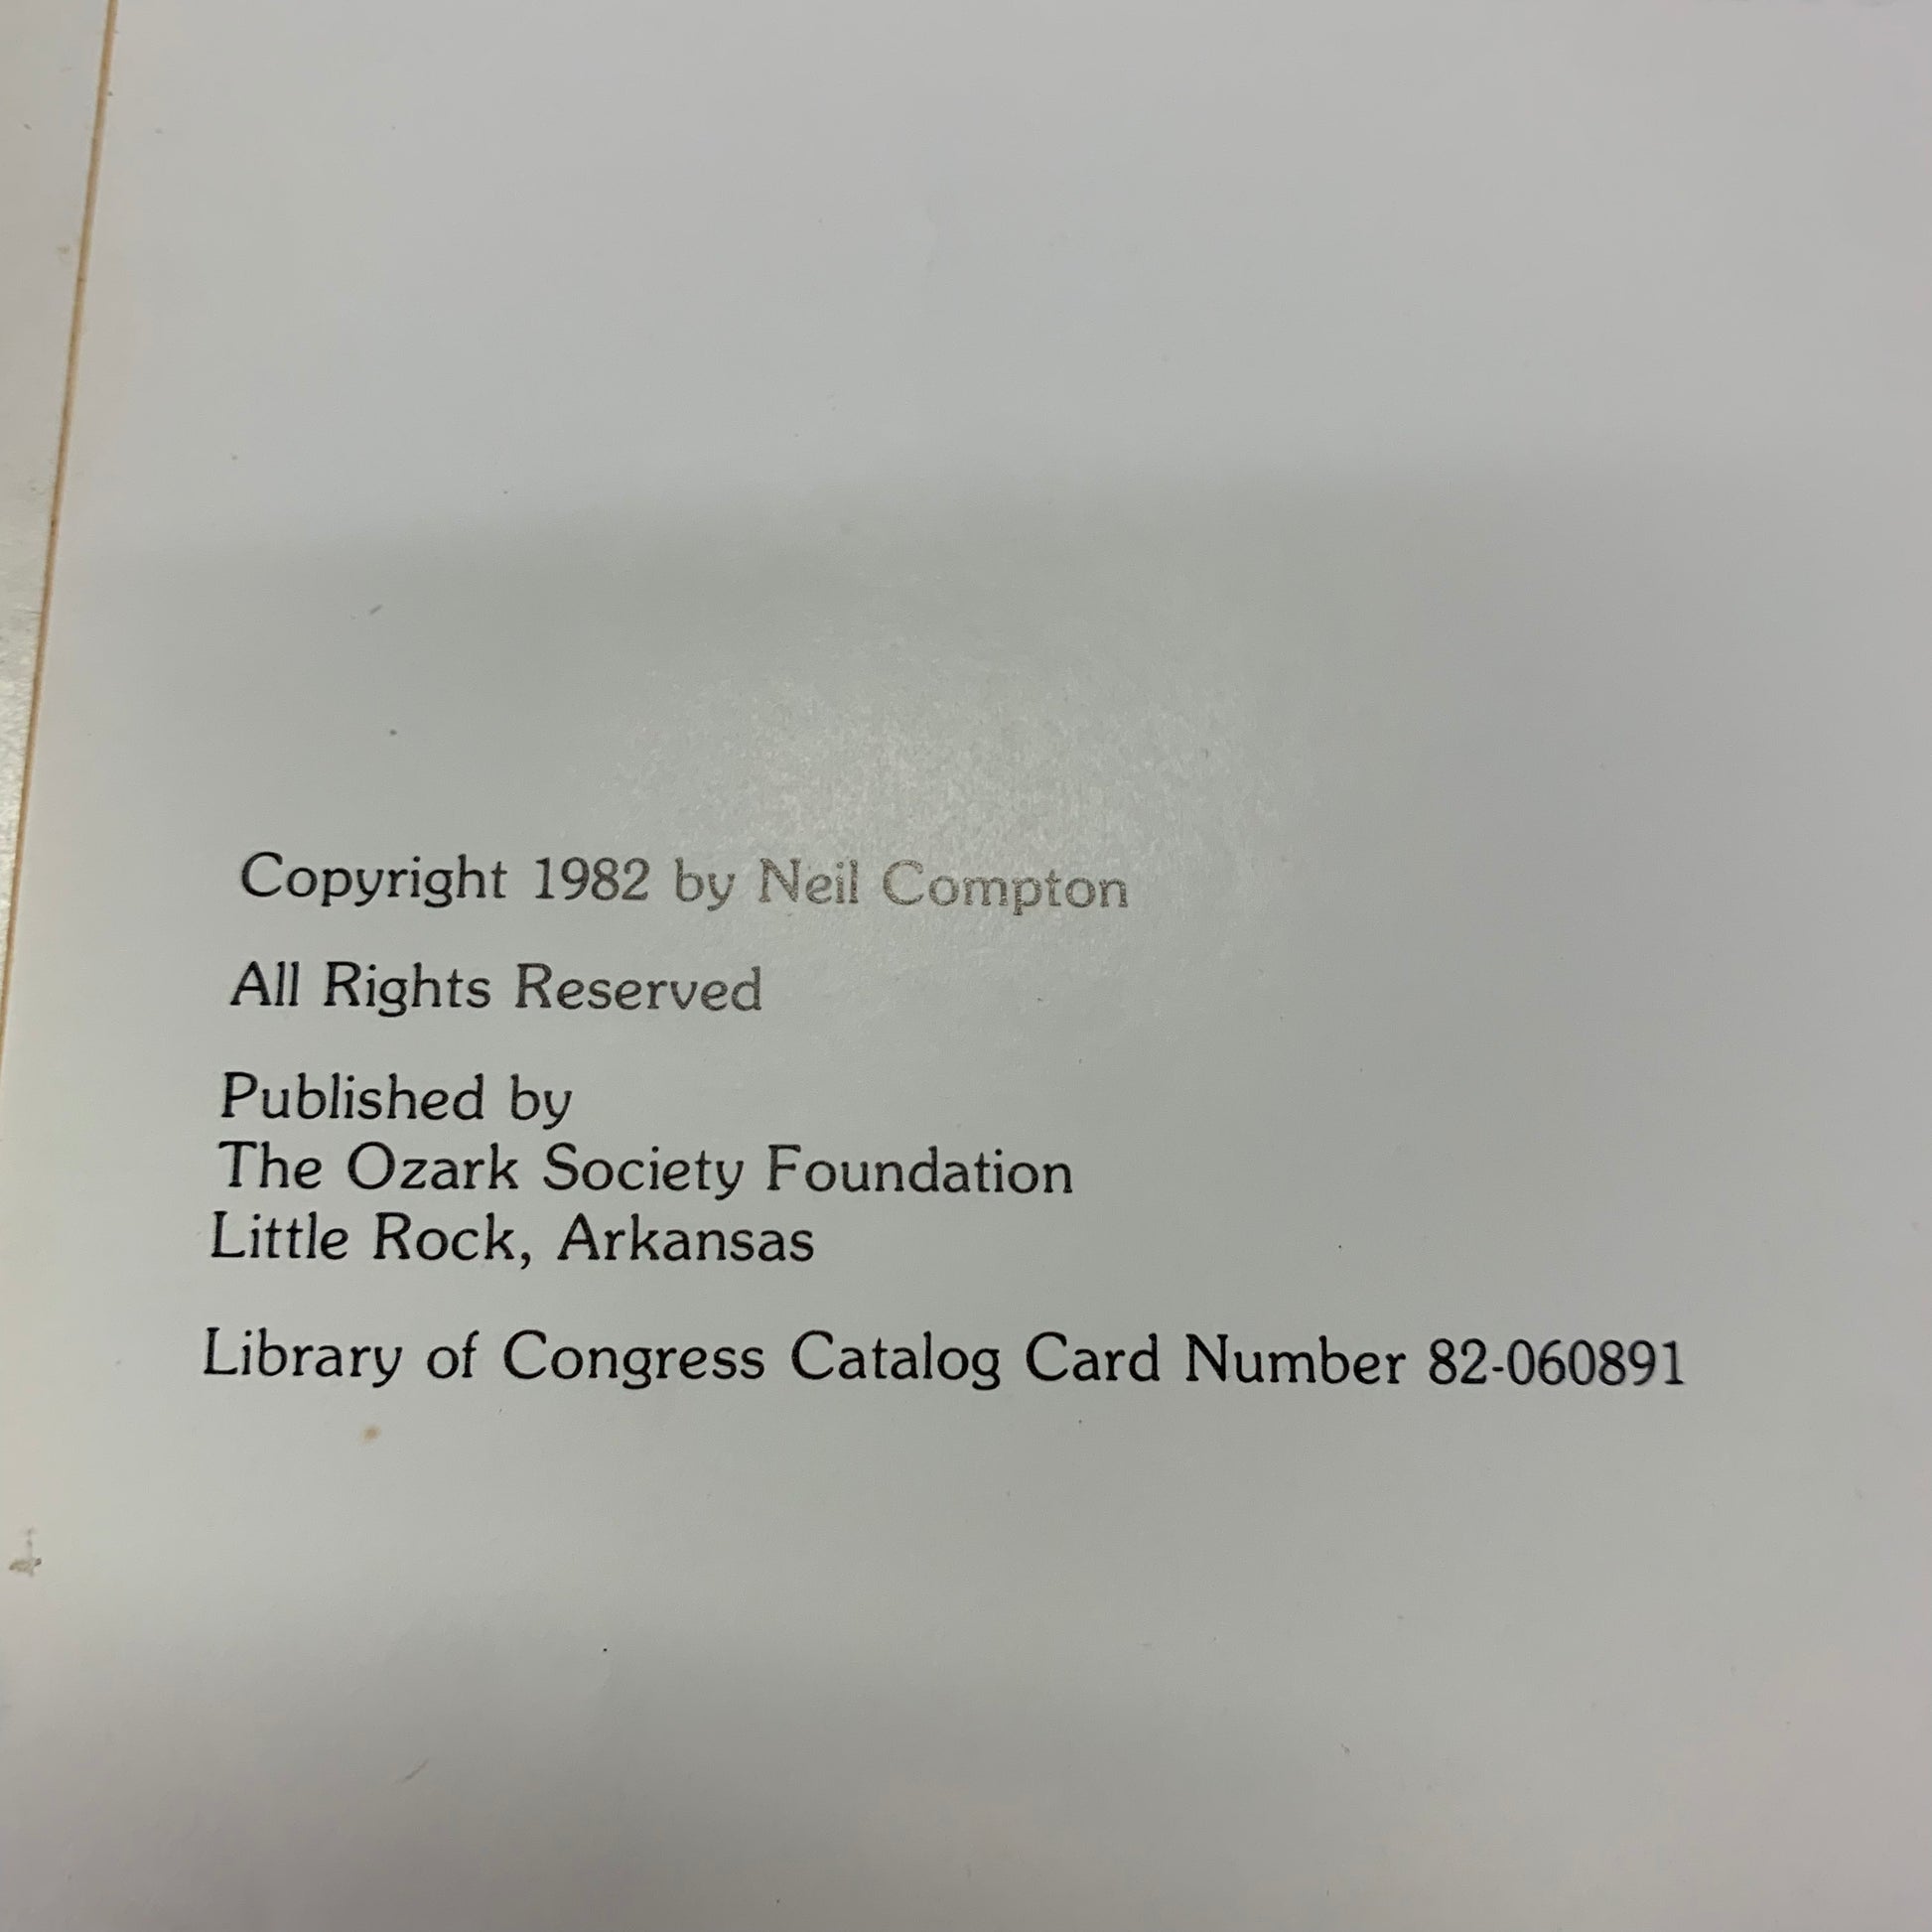 Copyright 1982 by Neil Compton
All Rights Reserved
Published by
The Ozark Society Foundation
Little Rock, Arkansas
Library of Congress Catalog Card Number 82-060891